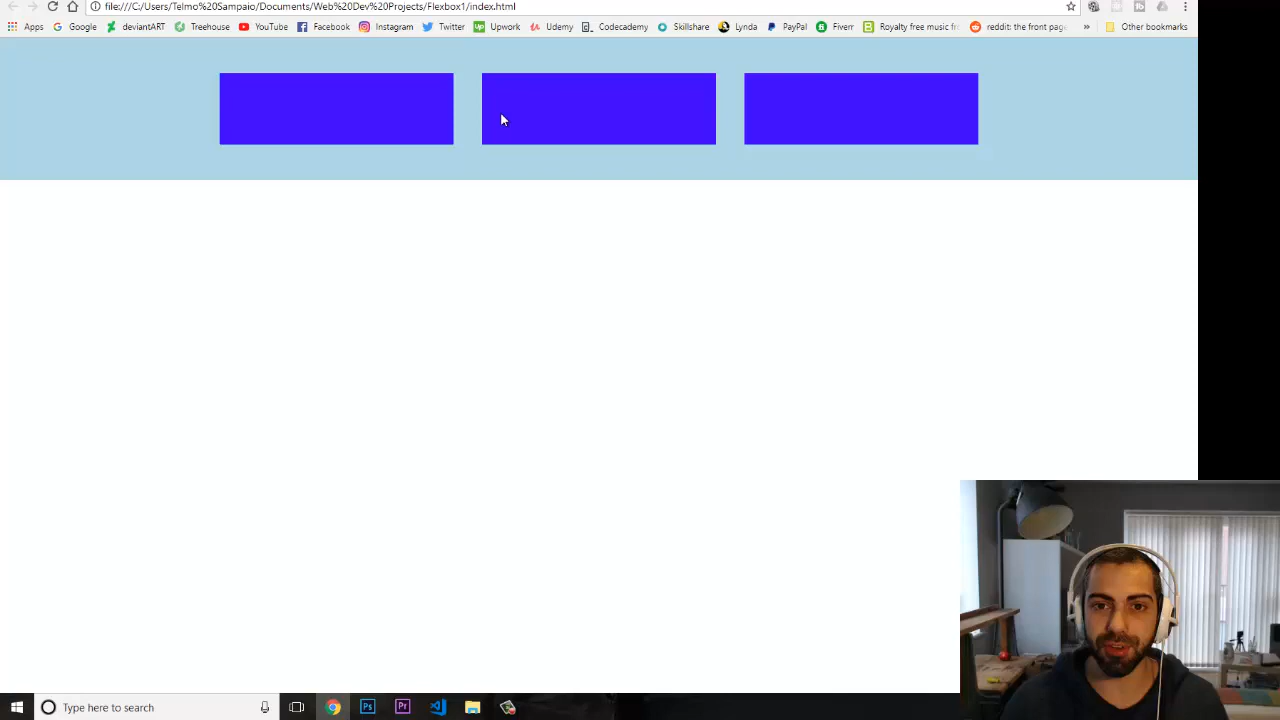 file:///C:/Users/Telmo%20Sampaio/Documents/Web%20Dev%20Projects/Flexbox1/index.html
Apps Google deviantART Treehouse YouTube Facebook Instagram Twitter Upwork Udemy Codecademy Skillshare Lynda PayPal Fiverr Royalty free music fr reddit: the front page » Other bookmarks
Type here to search